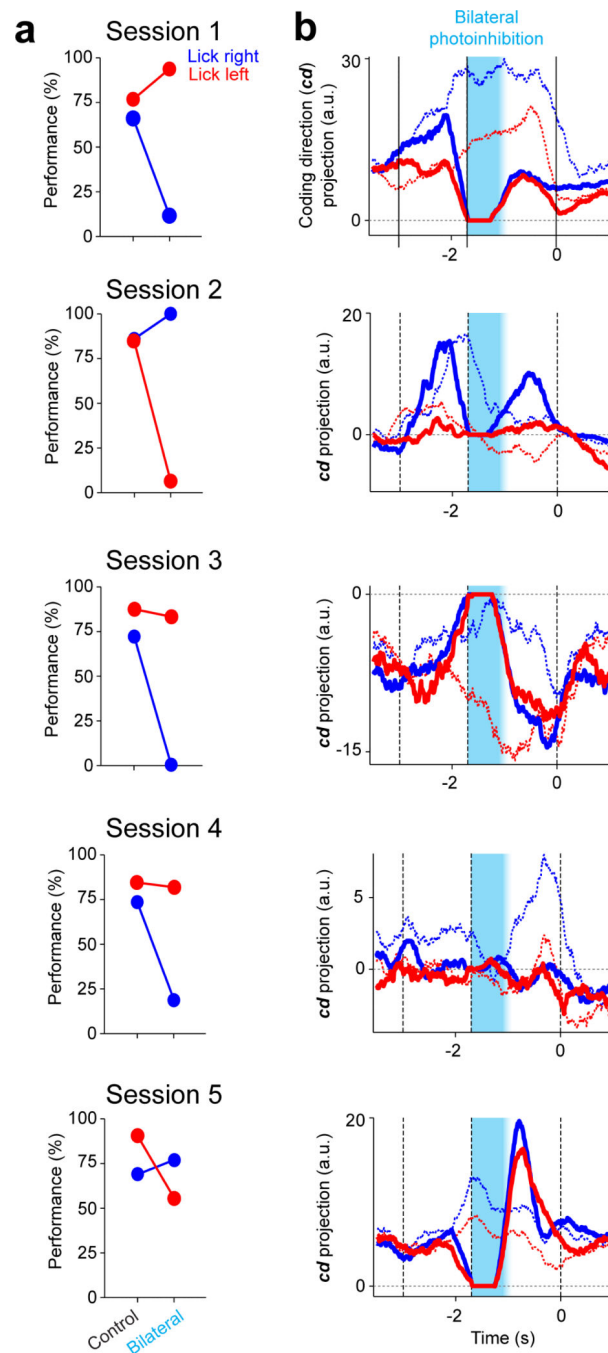 a
Session 1
Lick right
Lick left
Performance (%)
100
75
50
25
0
b
Bilateral
photoinhibition
Coding direction (cd)
projection (a.u.)
30
0
-2
0
Session 2
Performance (%)
100
75
50
25
0
cd projection (a.u.)
20
0
-2
0
Session 3
Performance (%)
100
75
50
25
0
cd projection (a.u.)
0
-15
-2
0
Session 4
Performance (%)
100
75
50
25
0
cd projection (a.u.)
5
0
-2
0
Session 5
Performance (%)
100
75
50
25
0
Control
Bilateral
cd projection (a.u.)
20
0
-2
0
Time (s)